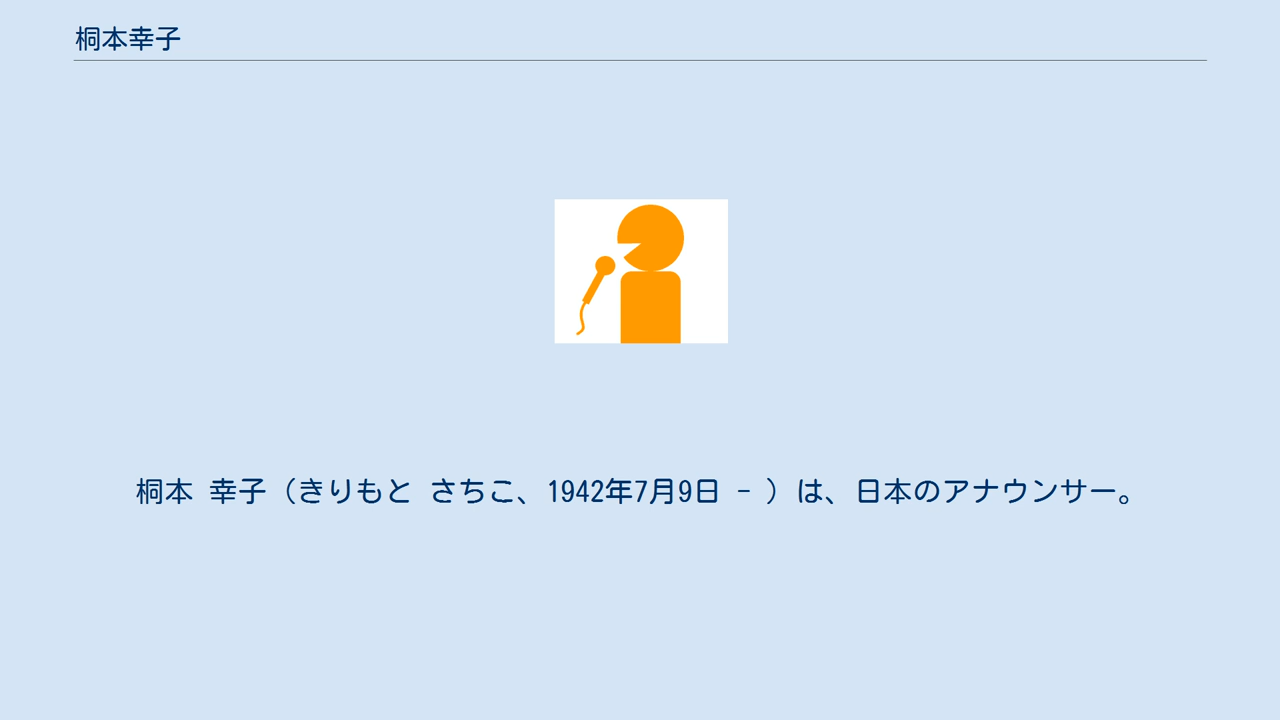 桐本幸子
桐本 幸子（きりもと さちこ、1942年7月9日 - ）は、日本のアナウンサー。